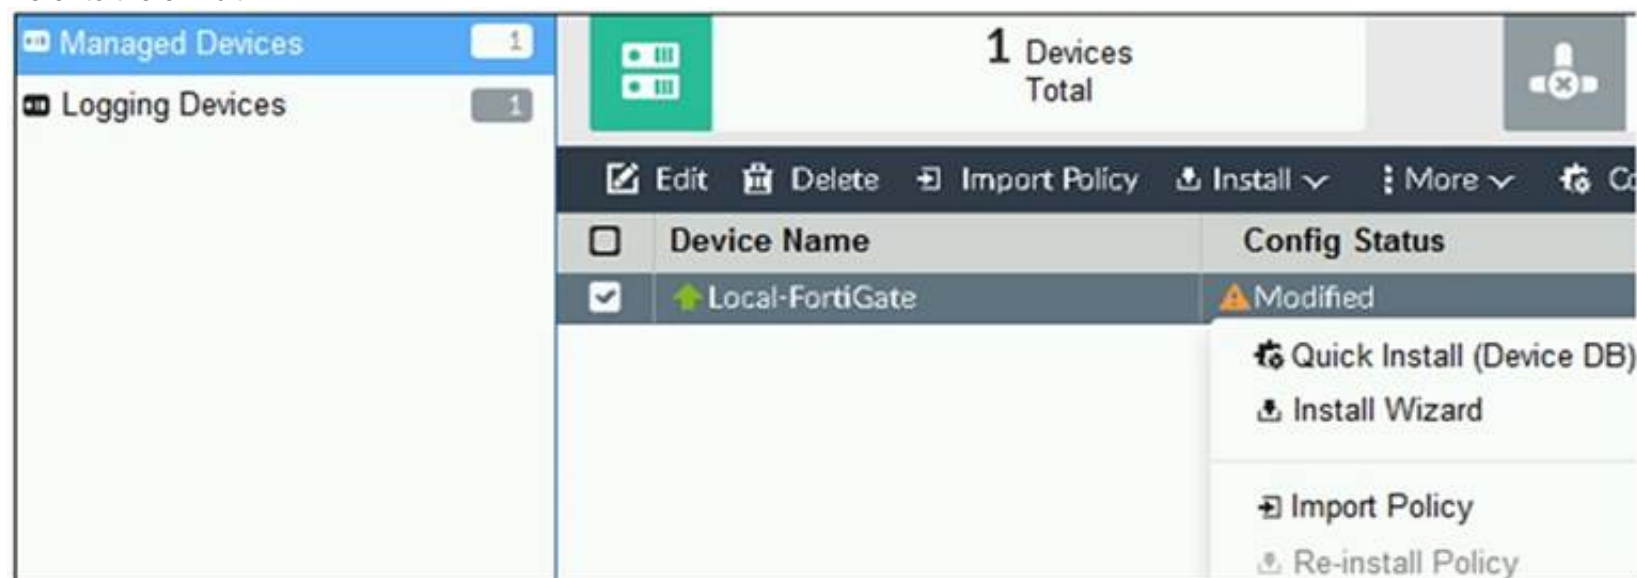 Managed Devices 1
Logging Devices 1
1 Devices
Total
Edit Delete Import Policy Install More
Device Name Config Status
Local-FortiGate Modified
Quick Install (Device DB)
Install Wizard
Import Policy
Re-install Policy